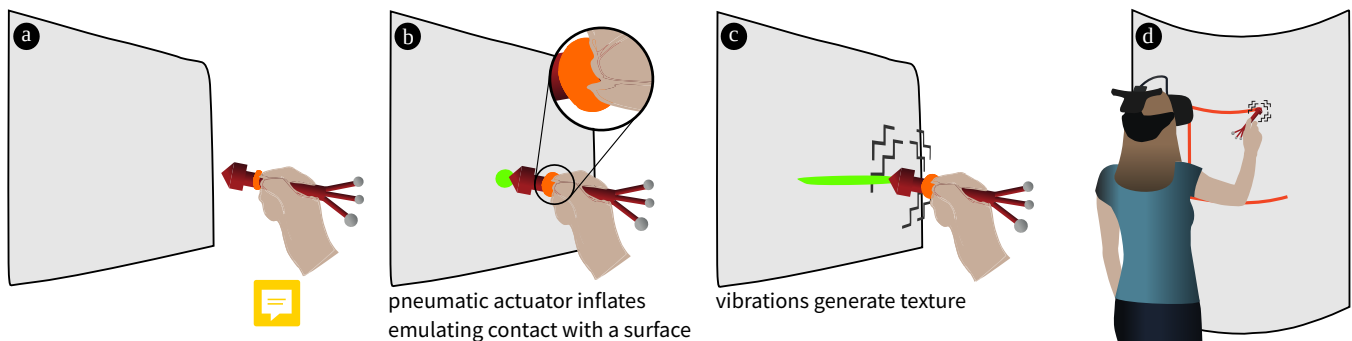 a
b
c
d
pneumatic actuator inflates
emulating contact with a surface
vibrations generate texture